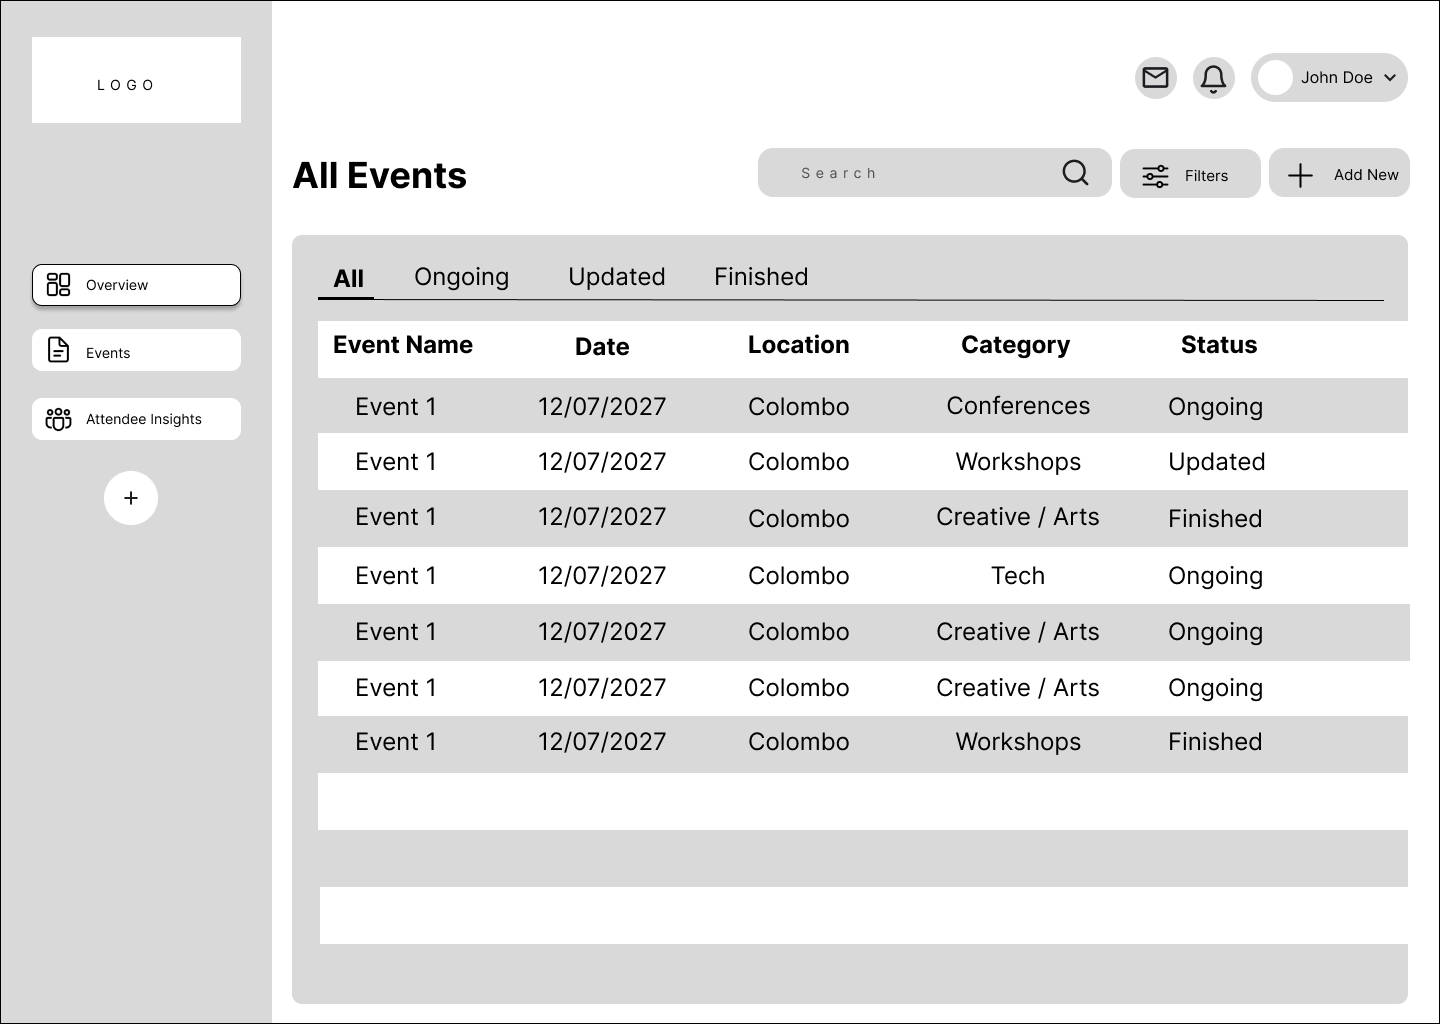 LOGO
John Doe
All Events
Search
Filters
Add New
Overview
Events
Attendee Insights
+
All Ongoing Updated Finished
Event Name Date Location Category Status
Event 1 12/07/2027 Colombo Conferences Ongoing
Event 1 12/07/2027 Colombo Workshops Updated
Event 1 12/07/2027 Colombo Creative / Arts Finished
Event 1 12/07/2027 Colombo Tech Ongoing
Event 1 12/07/2027 Colombo Creative / Arts Ongoing
Event 1 12/07/2027 Colombo Creative / Arts Ongoing
Event 1 12/07/2027 Colombo Workshops Finished